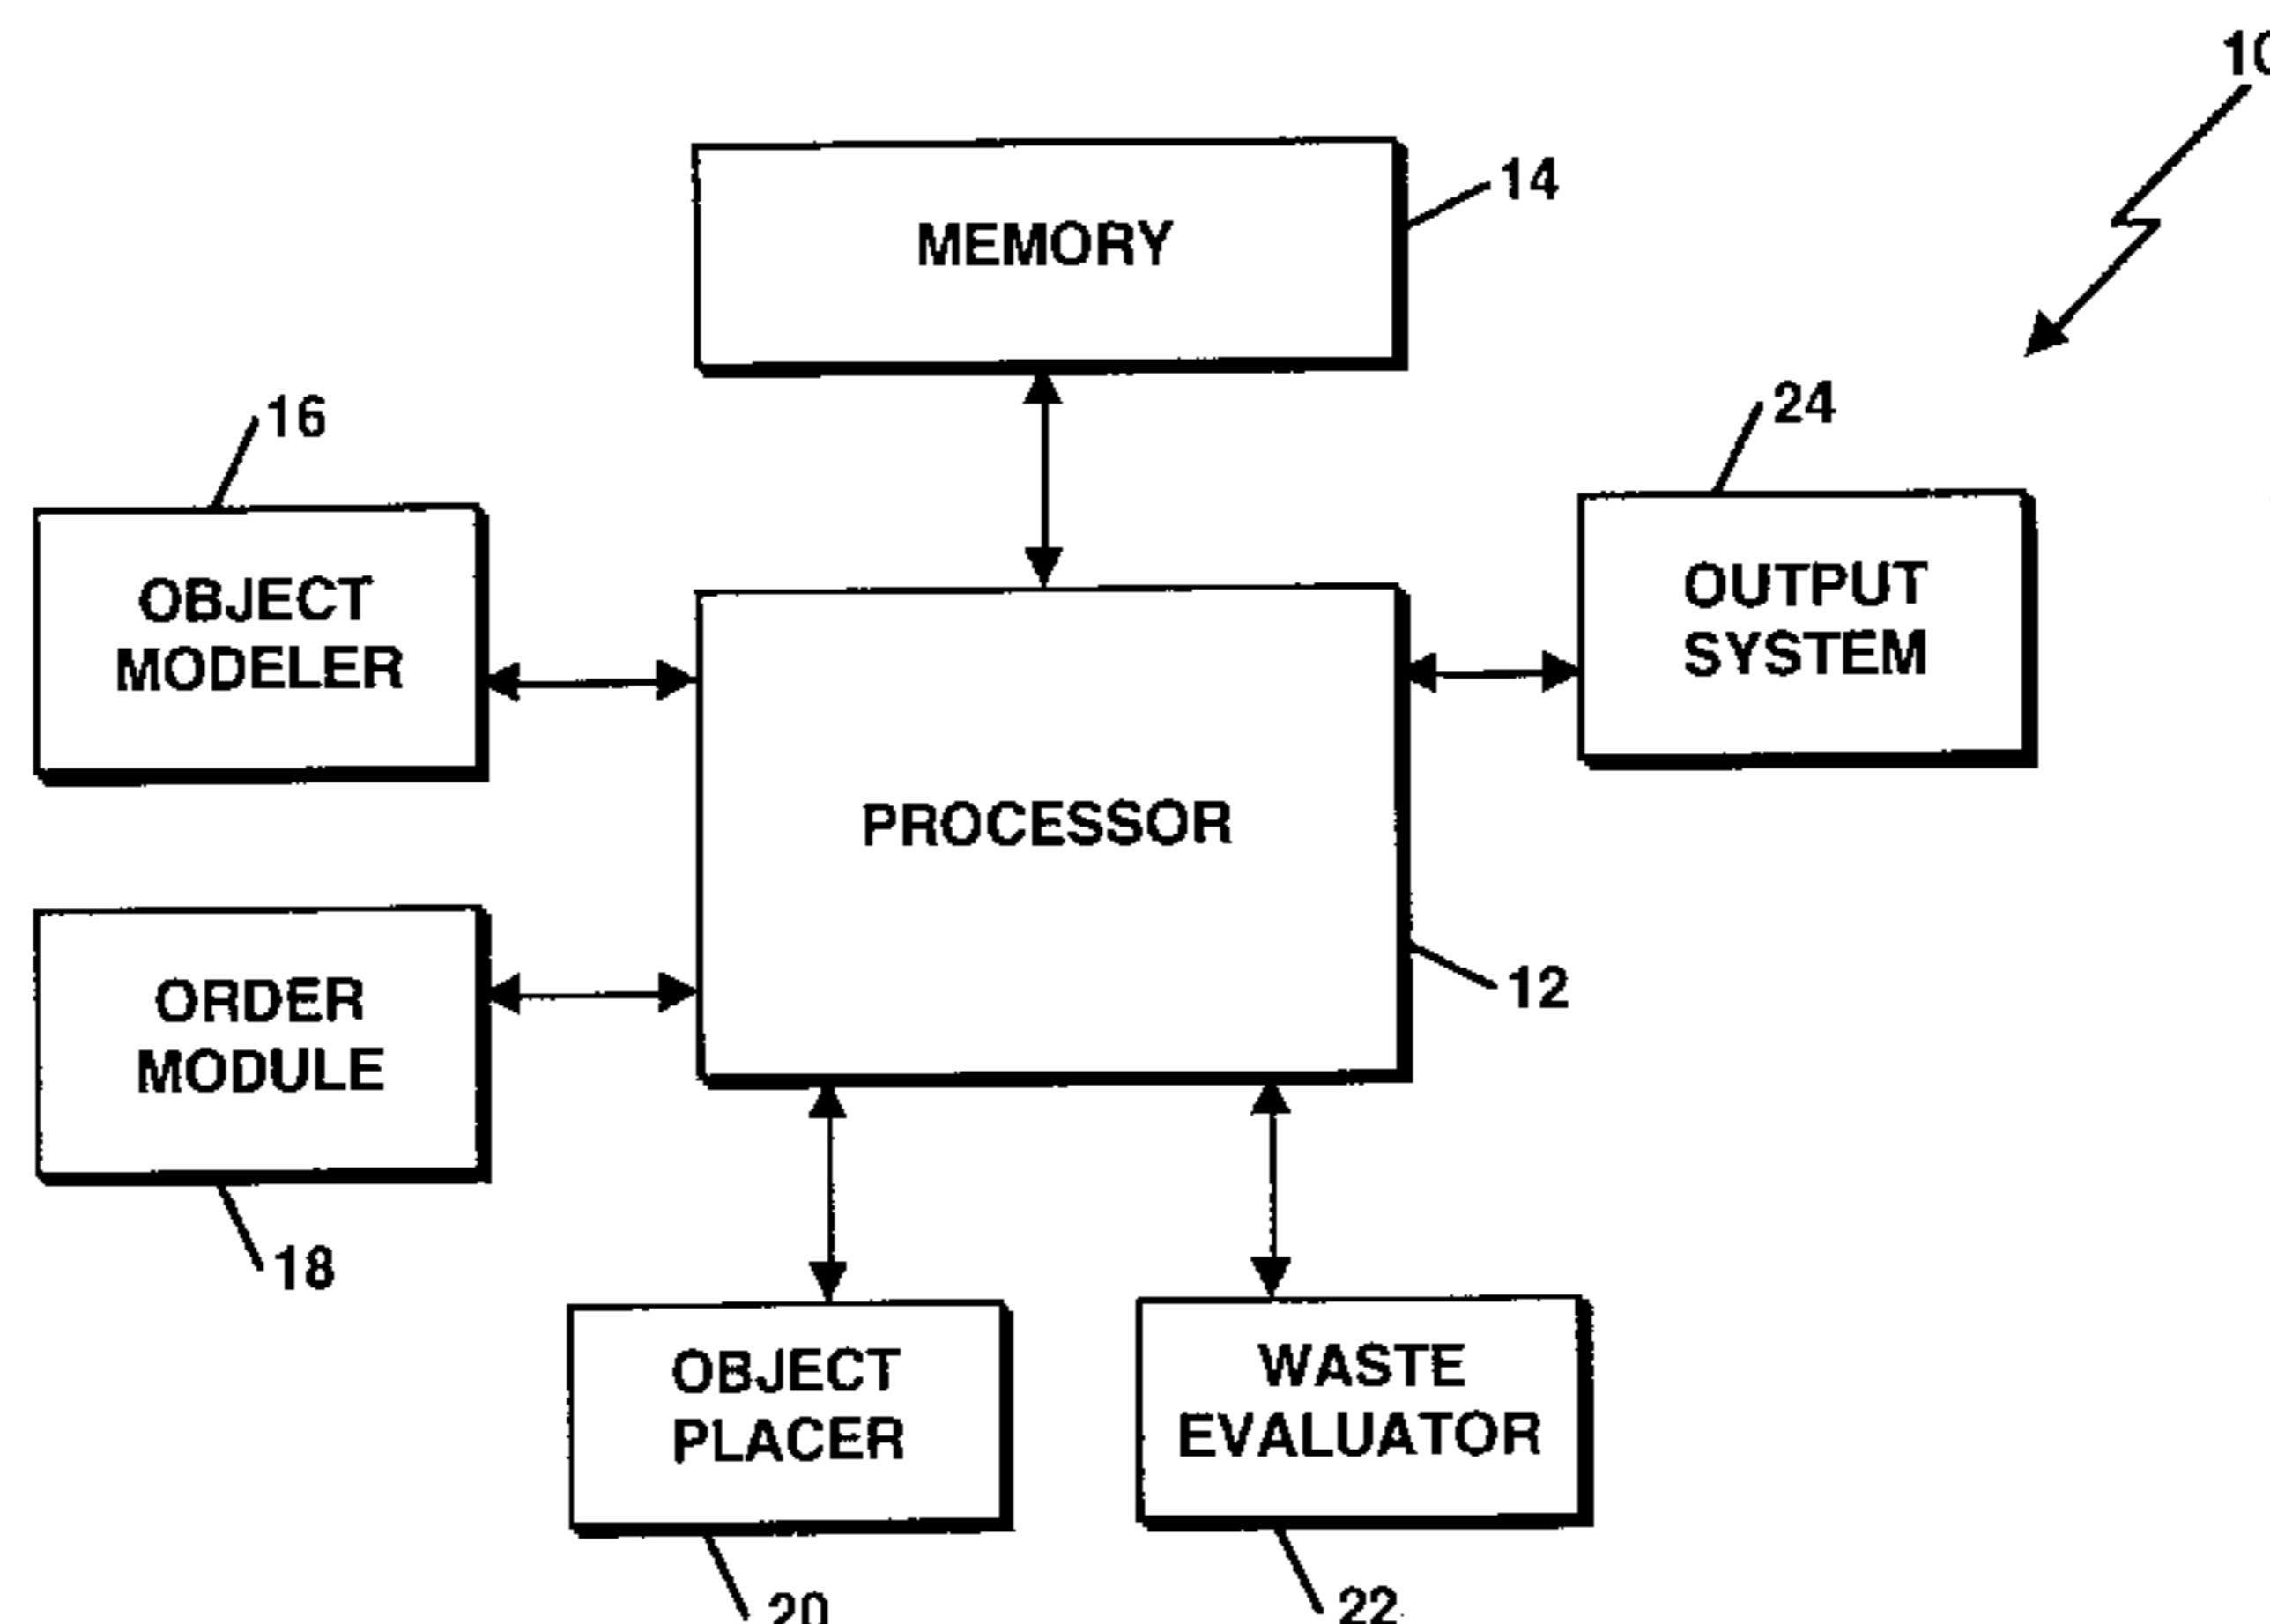 10
MEMORY
14
16
24
OBJECT
MODELER
OUTPUT
SYSTEM
PROCESSOR
ORDER
MODULE
12
18
OBJECT
PLACER
WASTE
EVALUATOR
20
22